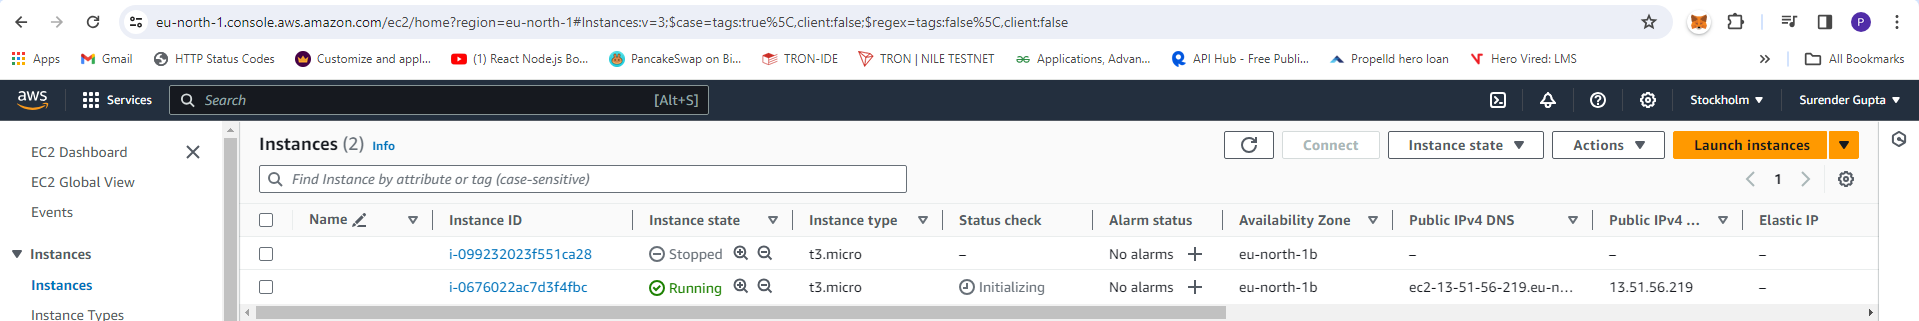 eu-north-1.console.aws.amazon.com/ec2/home?region=eu-north-1#Instances:v=3;$case=tags:true%5C,client:false;$regex=tags:false%5C,client:false
P
Apps Gmail HTTP Status Codes Customize and appl... (1) React Node.js Bo... PancakeSwap on Bi... TRON-IDE TRON | NILE TESTNET Applications, Advan... API Hub - Free Publi... Propelld hero loan Hero Vired: LMS » All Bookmarks
aws Services Search [Alt+S] Stockholm Surender Gupta
EC2 Dashboard
EC2 Global View
Events
Instances
Instances
Instance Types
Instances (2) Info
Connect Instance state Actions Launch instances
Find Instance by attribute or tag (case-sensitive) 1
Name Instance ID Instance state Instance type Status check Alarm status Availability Zone Public IPv4 DNS Public IPv4 ... Elastic IP
i-099232023f551ca28 Stopped t3.micro – No alarms eu-north-1b – – –
i-0676022ac7d3f4fbc Running t3.micro Initializing No alarms eu-north-1b ec2-13-51-56-219.eu-n... 13.51.56.219 –